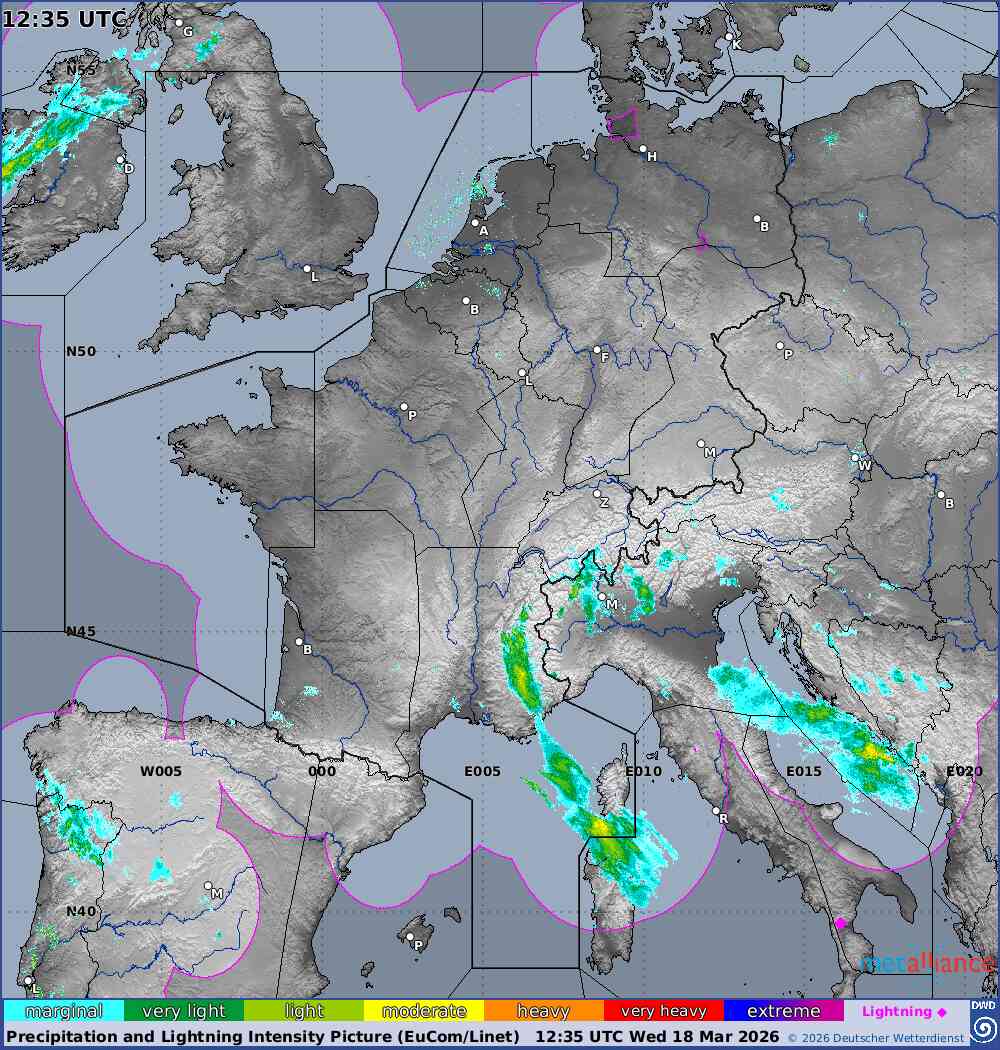 12:35 UTC
G
K
N55
D
H
A
B
L
B
N50
F
P
L
P
M
W
Z
B
M
N45
B
W005
000
E005
E010
E015
E020
R
M
N40
P
L
metalliance
marginal very light light moderate heavy very heavy extreme Lightning ◆
DWD
Precipitation and Lightning Intensity Picture (EuCom/Linet) 12:35 UTC Wed 18 Mar 2026 © 2026 Deutscher Wetterdienst